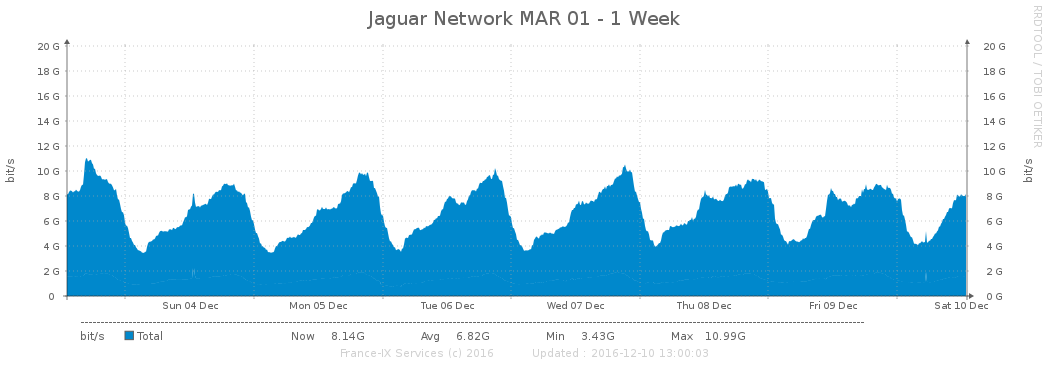 Jaguar Network MAR 01 - 1 Week
RRDTOOL / TOBI OETIKER
bit/s
bit/s
20 G 20 G
18 G 18 G
16 G 16 G
14 G 14 G
12 G 12 G
10 G 10 G
8 G 8 G
6 G 6 G
4 G 4 G
2 G 2 G
0 0 G
Sun 04 Dec Mon 05 Dec Tue 06 Dec Wed 07 Dec Thu 08 Dec Fri 09 Dec Sat 10 Dec
bit/s Total Now 8.14G Avg 6.82G Min 3.43G Max 10.99G
France-IX Services (c) 2016 Updated : 2016-12-10 13:00:03